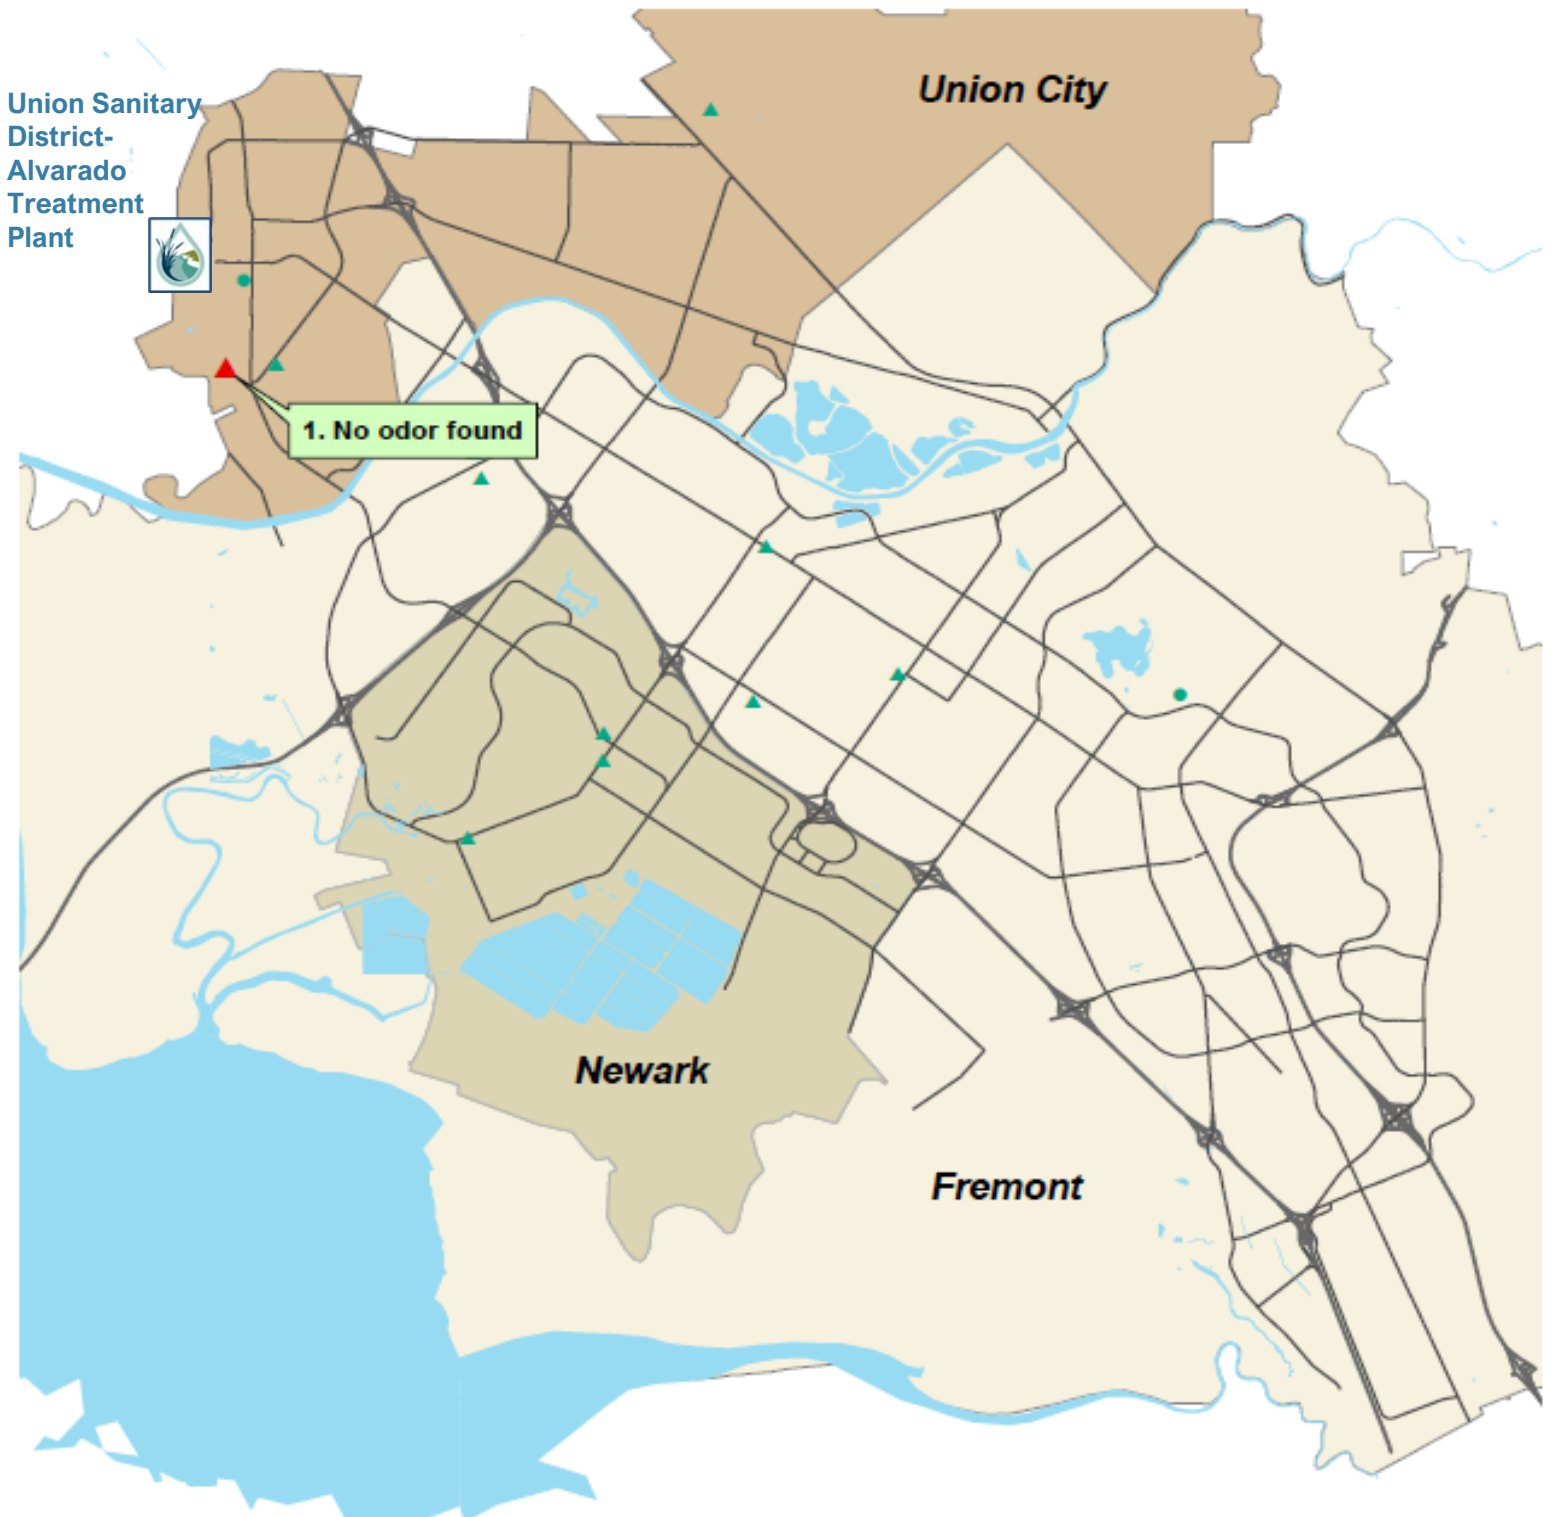 Union City
Union Sanitary
District-
Alvarado
Treatment
Plant
1. No odor found
Newark
Fremont